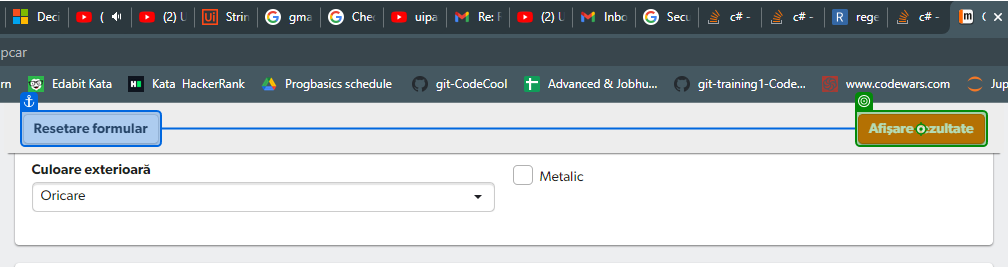 Deci ( (2) U Strin gma Chec uipa Re: F (2) U Inbo Secu c# - c# - rege c# - C
pcar
rn Edabit Kata Kata HackerRank Progbasics schedule git-CodeCool Advanced & Jobhu... git-training1-Code... www.codewars.com Jup
Resetare formular Afișare rezultate
Culoare exterioară
Metalic
Oricare